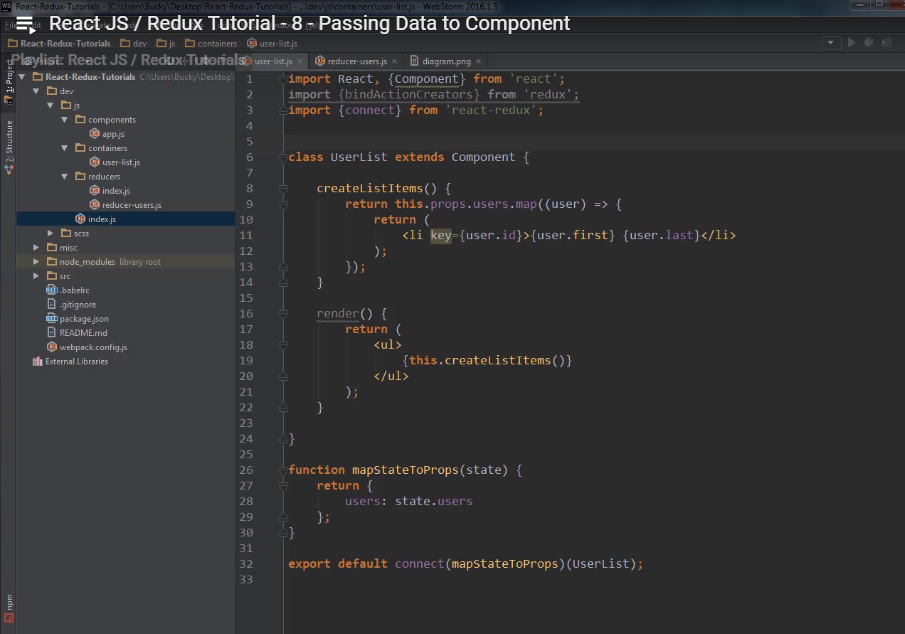 React-Redux-Tutorials - [C:\Users\Bucky\Desktop\React-Redux-Tutorials] - ...\dev\js\containers\user-list.js - WebStorm 2016.1.3
React JS / Redux Tutorial - 8 - Passing Data to Component
React-Redux-Tutorials dev js containers user-list.js
Playlist: React JS / Redux Tutorials
user-list.js reducer-users.js diagram.png
1: Project
7: Structure
npm
React-Redux-Tutorials C:\Users\Bucky\Desktop\
dev
js
components
app.js
containers
user-list.js
reducers
index.js
reducer-users.js
index.js
scss
misc
node_modules library root
src
.babelrc
.gitignore
package.json
README.md
webpack.config.js
External Libraries
1 import React, {Component} from 'react';
2 import {bindActionCreators} from 'redux';
3 import {connect} from 'react-redux';
4
5
6 class UserList extends Component {
7
8 createListItems() {
9 return this.props.users.map((user) => {
10 return (
11 <li key={user.id}>{user.first} {user.last}</li>
12 );
13 });
14 }
15
16 render() {
17 return (
18 <ul>
19 {this.createListItems()}
20 </ul>
21 );
22 }
23
24 }
25
26 function mapStateToProps(state) {
27 return {
28 users: state.users
29 };
30 }
31
32 export default connect(mapStateToProps)(UserList);
33